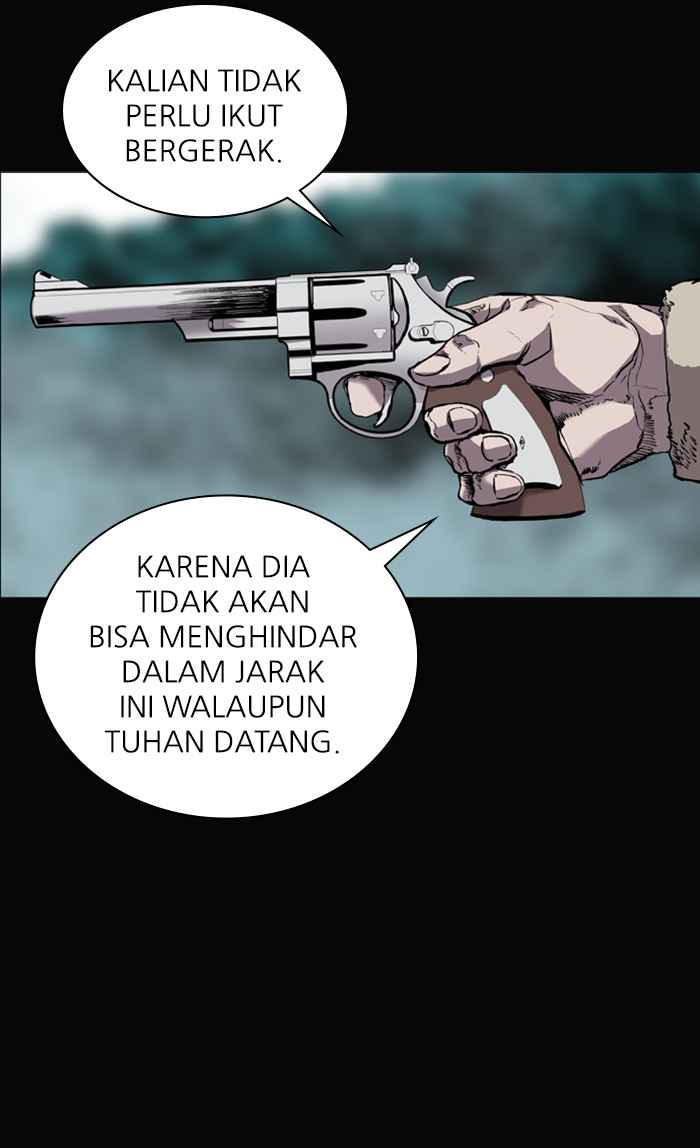 KALIAN TIDAK
PERLU IKUT
BERGERAK.
KARENA DIA
TIDAK AKAN
BISA MENGHINDAR
DALAM JARAK
INI WALAUPUN
TUHAN DATANG.